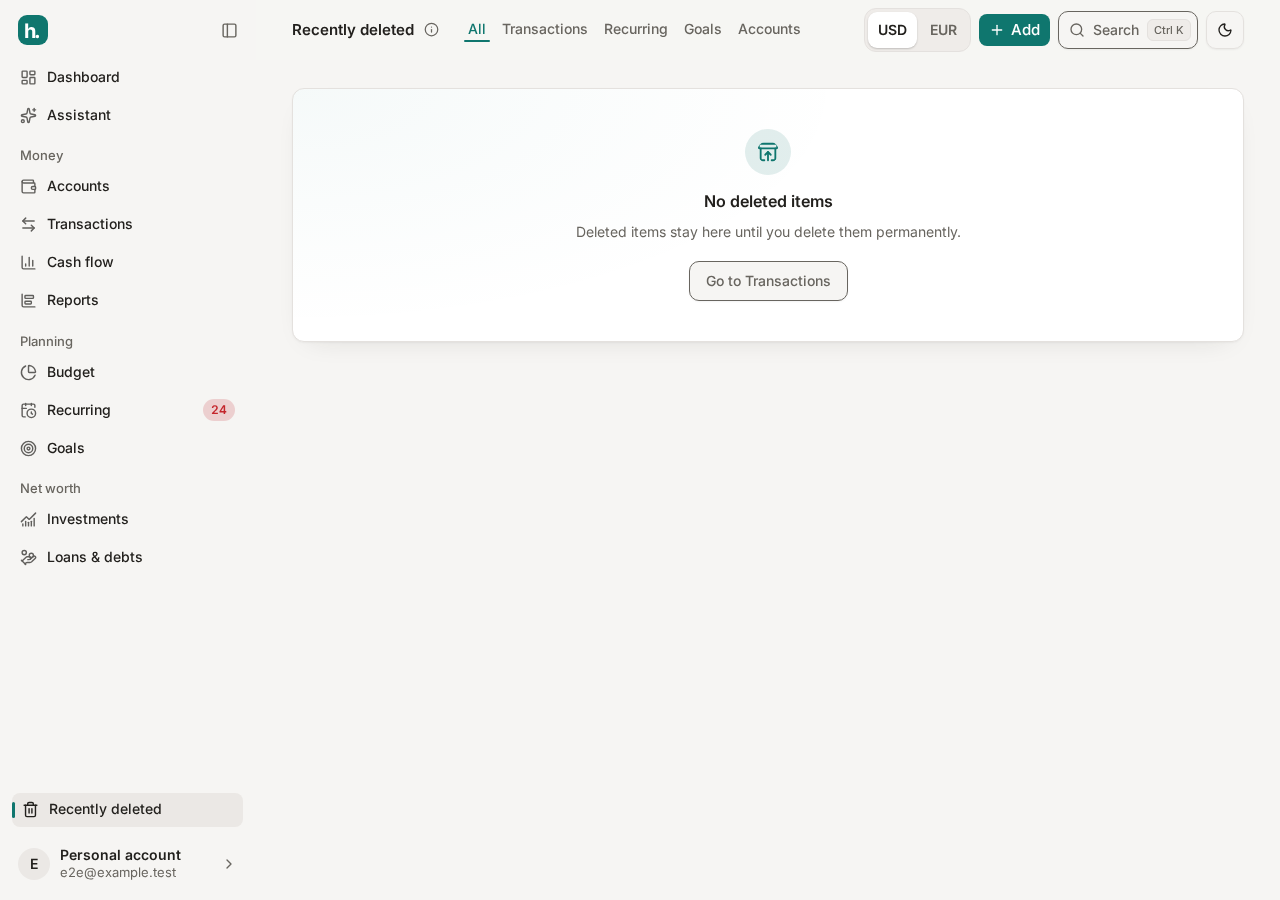 h.
Dashboard
Assistant
Money
Accounts
Transactions
Cash flow
Reports
Planning
Budget
Recurring 24
Goals
Net worth
Investments
Loans & debts
Recently deleted
E Personal account
e2e@example.test
Recently deleted All Transactions Recurring Goals Accounts USD EUR Add Search Ctrl K
No deleted items
Deleted items stay here until you delete them permanently.
Go to Transactions